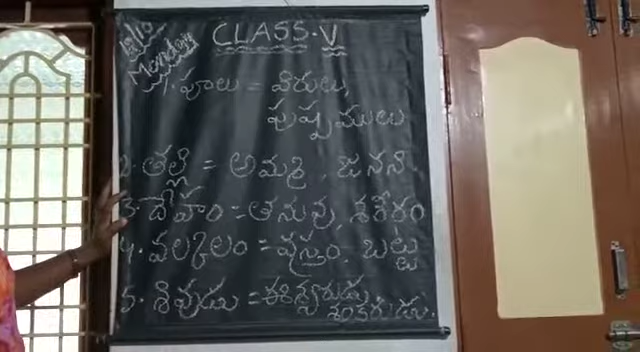 CLASS-V
Monday
1. పూలు = విరులు,
పుష్పములు
2. తల్లి = అమ్మ, జనని
3. దేహం = తనువు, శరీరం
4. వల్కలం = వస్త్రం, బట్ట
5. శివుడు = ఈశ్వరుడు,
శంకరుడు.